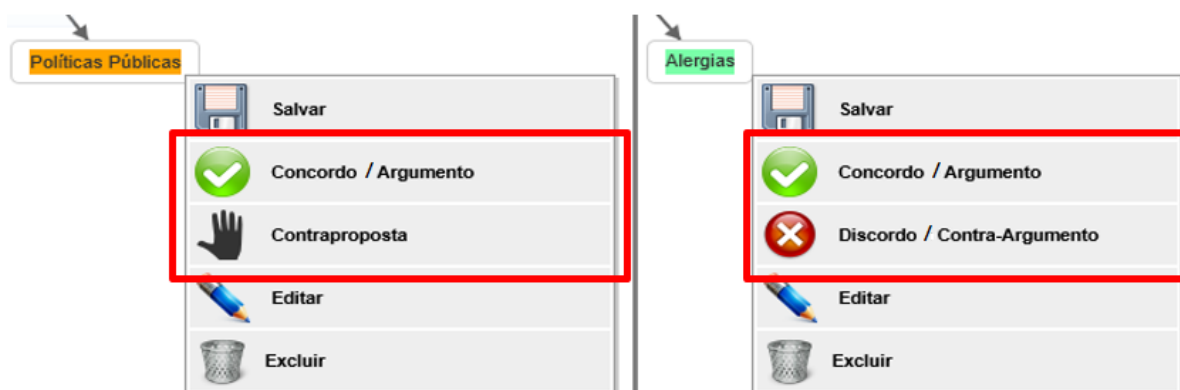 Políticas Públicas
Salvar
Concordo / Argumento
Contraproposta
Editar
Excluir
Alergias
Salvar
Concordo / Argumento
Discordo / Contra-Argumento
Editar
Excluir